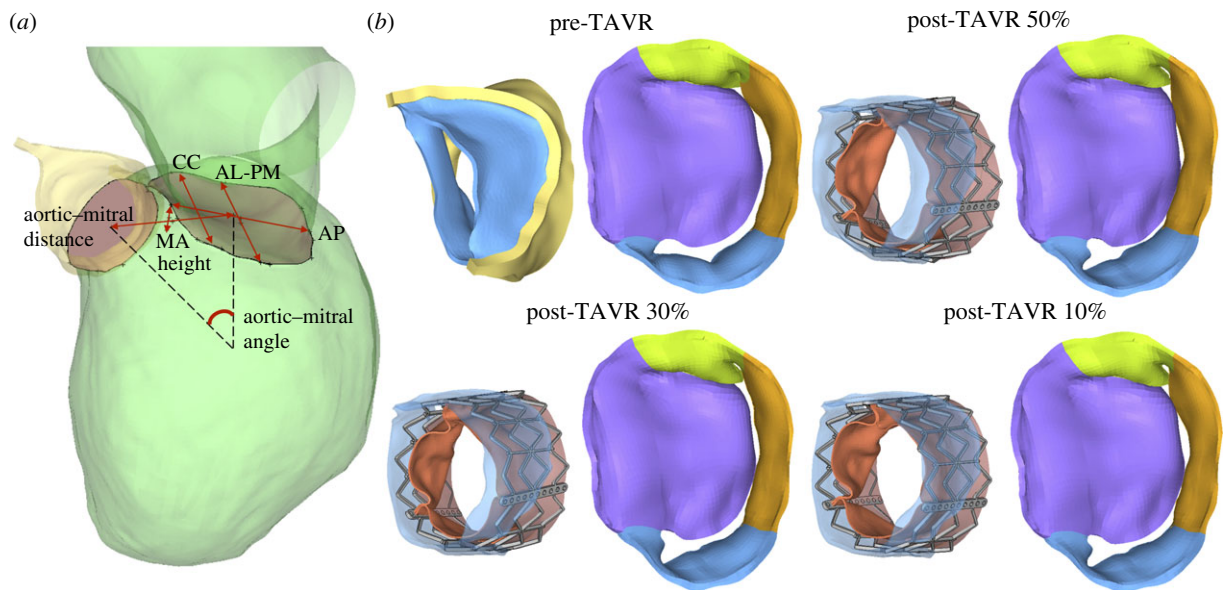 (a)
CC
AL-PM
aortic–mitral
distance
MA
height
AP
aortic–mitral
angle
(b)
pre-TAVR
post-TAVR 50%
post-TAVR 30%
post-TAVR 10%